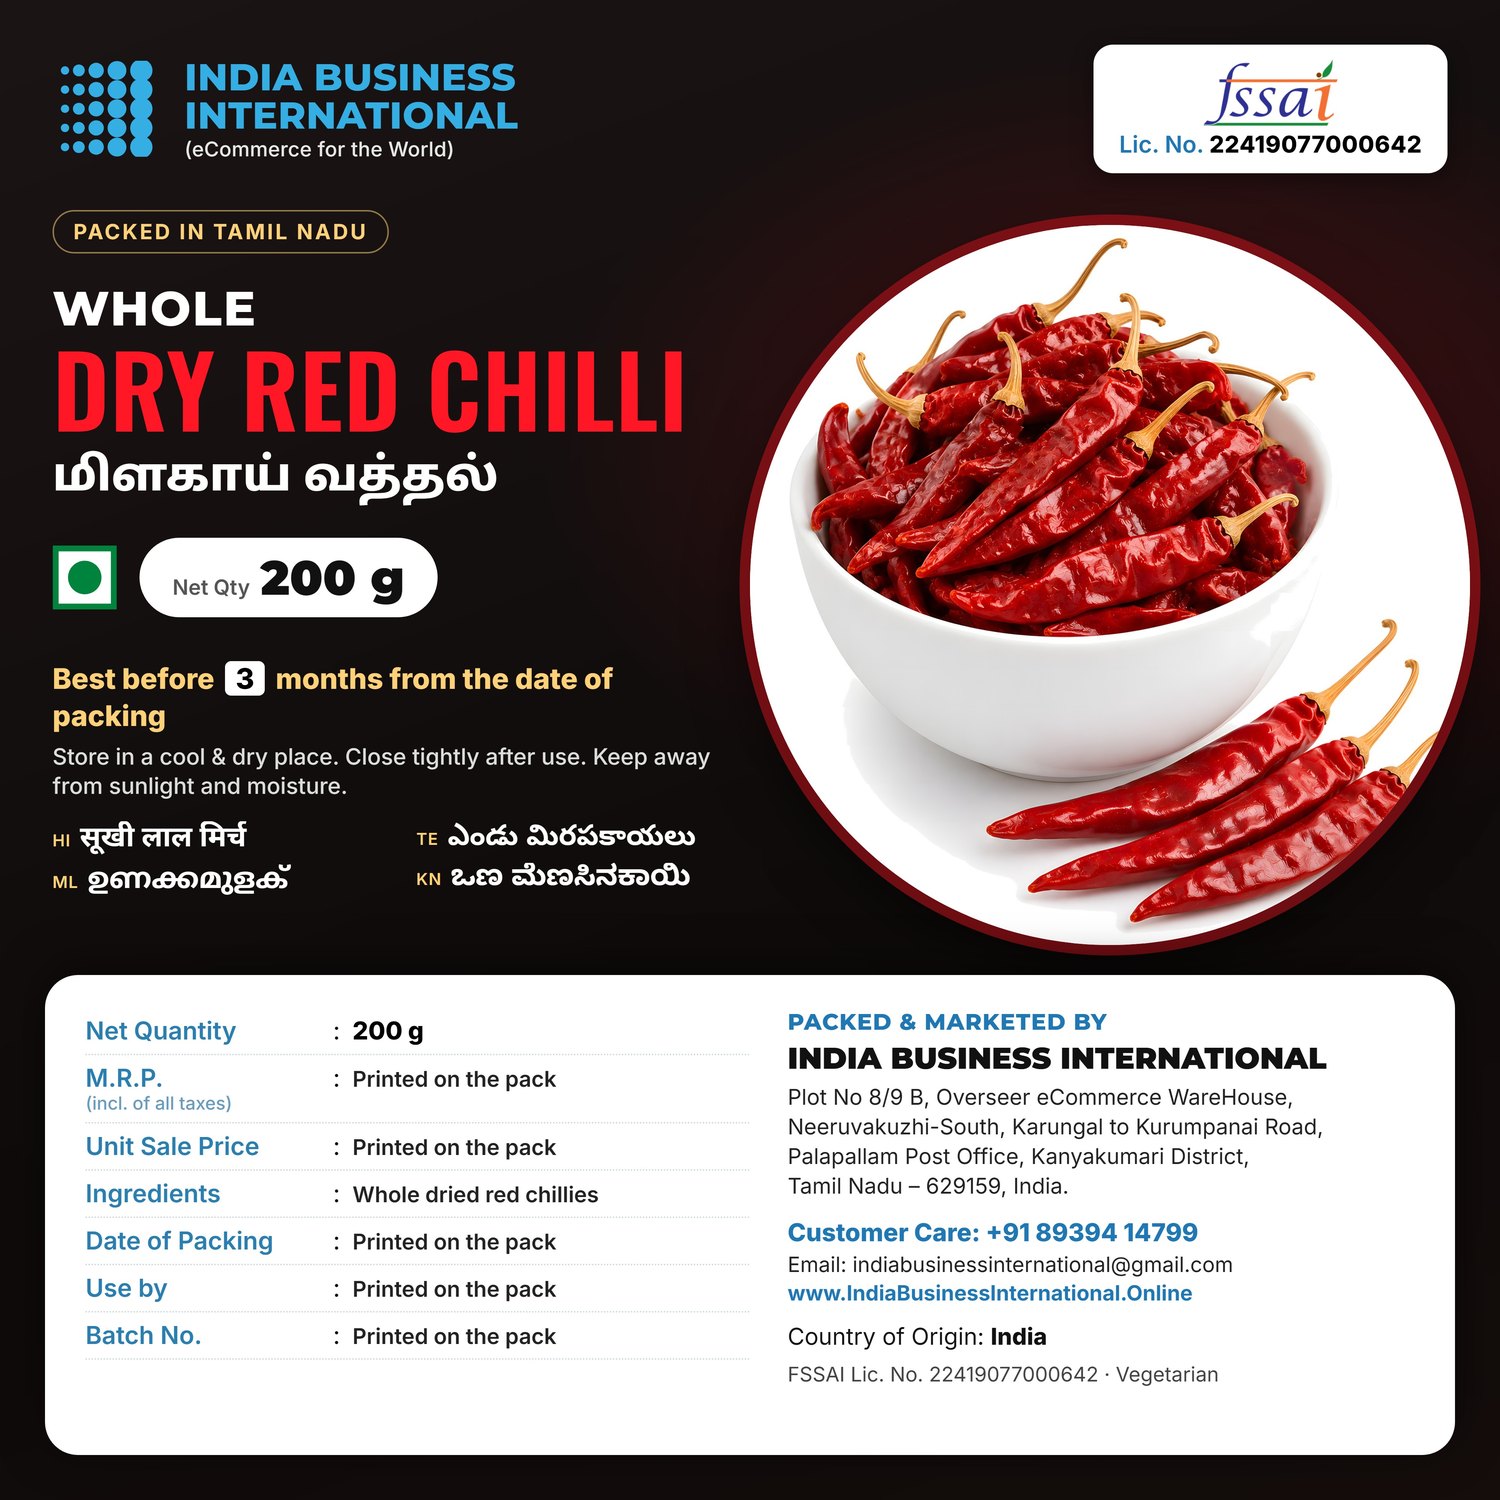 INDIA BUSINESS
INTERNATIONAL
(eCommerce for the World)
fssai
Lic. No. 22419077000642
PACKED IN TAMIL NADU
WHOLE
DRY RED CHILLI
மிளகாய் வத்தல்
Net Qty 200 g
Best before 3 months from the date of
packing
Store in a cool & dry place. Close tightly after use. Keep away
from sunlight and moisture.
HI सूखी लाल मिर्च
TE ఎండు మిరపకాయలు
ML ഉണക്കമുളക്
KN ಒಣ ಮೆಣಸಿನಕಾಯಿ
Net Quantity : 200 g
M.R.P. : Printed on the pack
(incl. of all taxes)
Unit Sale Price : Printed on the pack
Ingredients : Whole dried red chillies
Date of Packing : Printed on the pack
Use by : Printed on the pack
Batch No. : Printed on the pack
PACKED & MARKETED BY
INDIA BUSINESS INTERNATIONAL
Plot No 8/9 B, Overseer eCommerce WareHouse,
Neeruvakuzhi-South, Karungal to Kurumpanai Road,
Palapallam Post Office, Kanyakumari District,
Tamil Nadu – 629159, India.
Customer Care: +91 89394 14799
Email: indiabusinessinternational@gmail.com
www.IndiaBusinessInternational.Online
Country of Origin: India
FSSAI Lic. No. 22419077000642 · Vegetarian